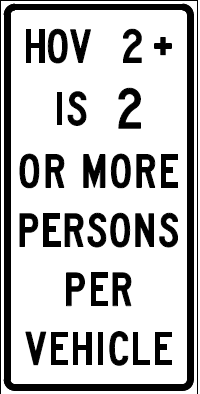 HOV 2+
IS 2
OR MORE
PERSONS
PER
VEHICLE